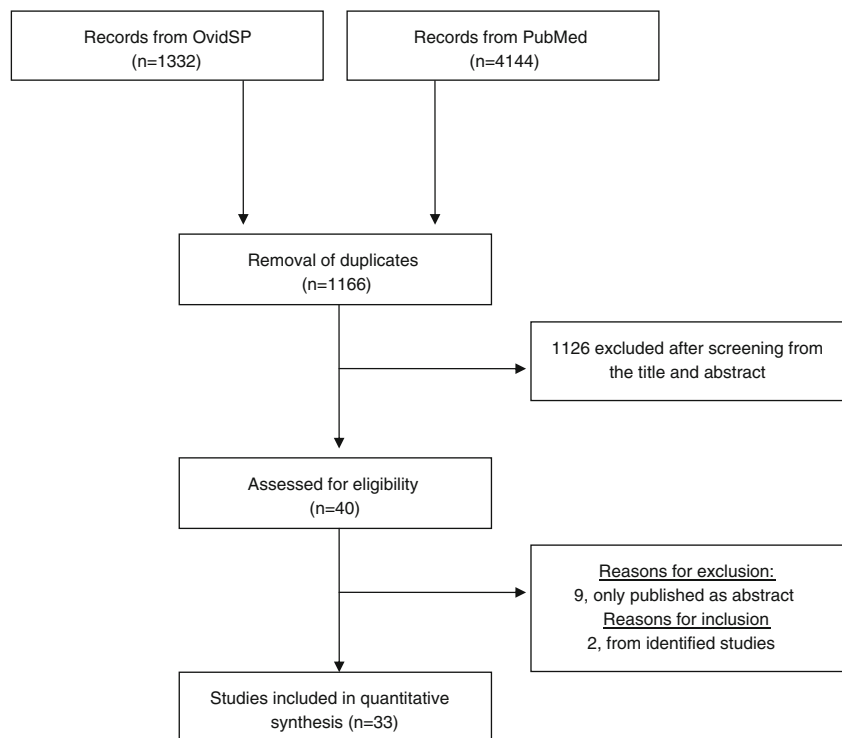 Records from OvidSP
(n=1332)
Records from PubMed
(n=4144)
Removal of duplicates
(n=1166)
1126 excluded after screening from
the title and abstract
Assessed for eligibility
(n=40)
Reasons for exclusion:
9, only published as abstract
Reasons for inclusion
2, from identified studies
Studies included in quantitative
synthesis (n=33)